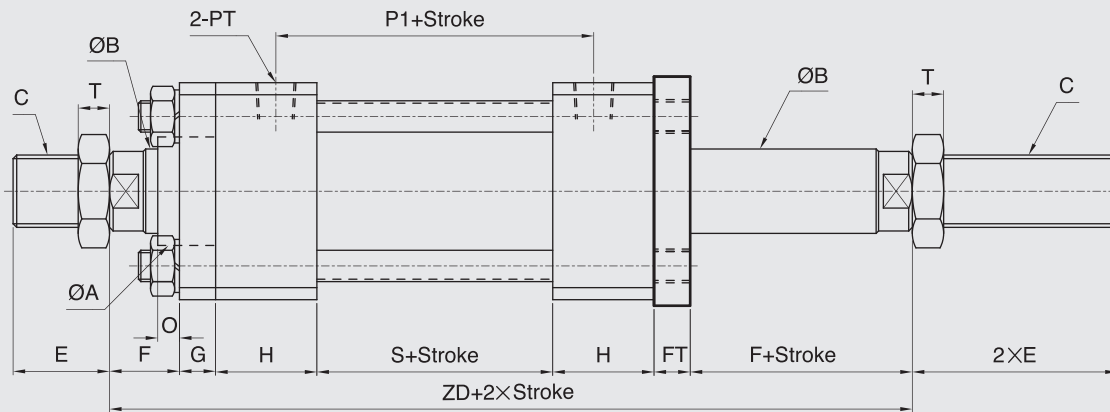 2-PT
P1+Stroke
ØB
C
T
ØB
T
C
ØA
O
E
F
G
H
S+Stroke
H
FT
F+Stroke
2×E
ZD+2×Stroke